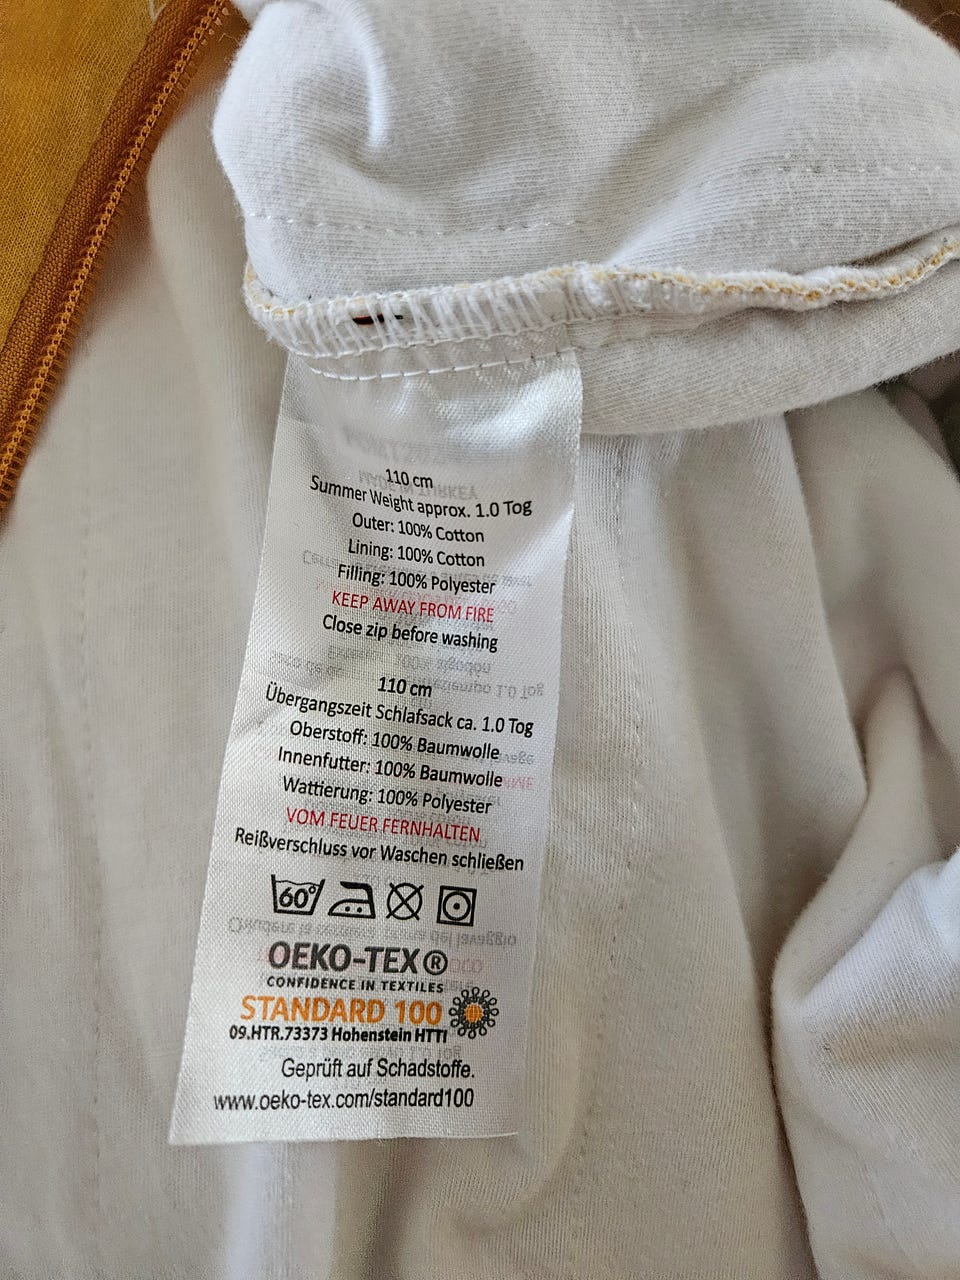 110 cm
Summer Weight approx. 1.0 Tog
Outer: 100% Cotton
Lining: 100% Cotton
Filling: 100% Polyester
KEEP AWAY FROM FIRE
Close zip before washing
110 cm
Übergangszeit Schlafsack ca. 1.0 Tog
Oberstoff: 100% Baumwolle
Innenfutter: 100% Baumwolle
Wattierung: 100% Polyester
VOM FEUER FERNHALTEN
Reißverschluss vor Waschen schließen
60°
OEKO-TEX®
CONFIDENCE IN TEXTILES
STANDARD 100
09.HTR.73373 Hohenstein HTTI
Geprüft auf Schadstoffe.
www.oeko-tex.com/standard100